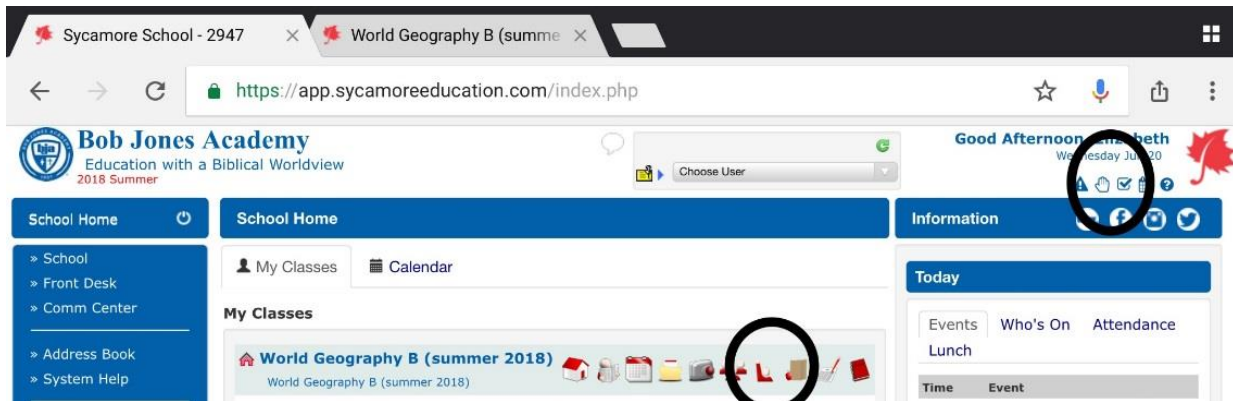 Sycamore School - 2947
World Geography B (summe
https://app.sycamoreeducation.com/index.php
Bob Jones Academy
Education with a Biblical Worldview
2018 Summer
Choose User
Good Afternoon
Wednesday Jun 20
School Home
School Home
Information
» School
» Front Desk
» Comm Center
» Address Book
» System Help
My Classes
Calendar
My Classes
World Geography B (summer 2018)
World Geography B (summer 2018)
Today
Events
Who's On
Attendance
Lunch
Time
Event